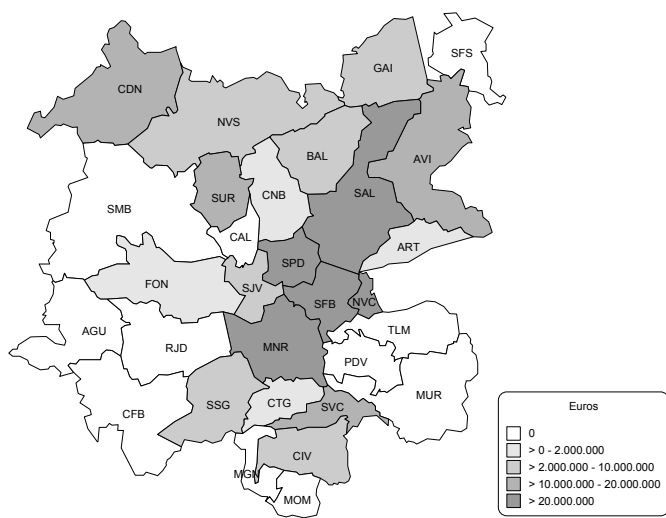 SFS
GAI
CDN
NVS
BAL
AVI
SUR
CNB
SAL
SMB
CAL
ART
SPD
FON
SJV
SFB
NVC
AGU
RJD
MNR
TLM
PDV
MUR
SSG
CTG
SVC
CFB
CIV
MGN
MOM
Euros
0
> 0 - 2.000.000
> 2.000.000 - 10.000.000
> 10.000.000 - 20.000.000
> 20.000.000